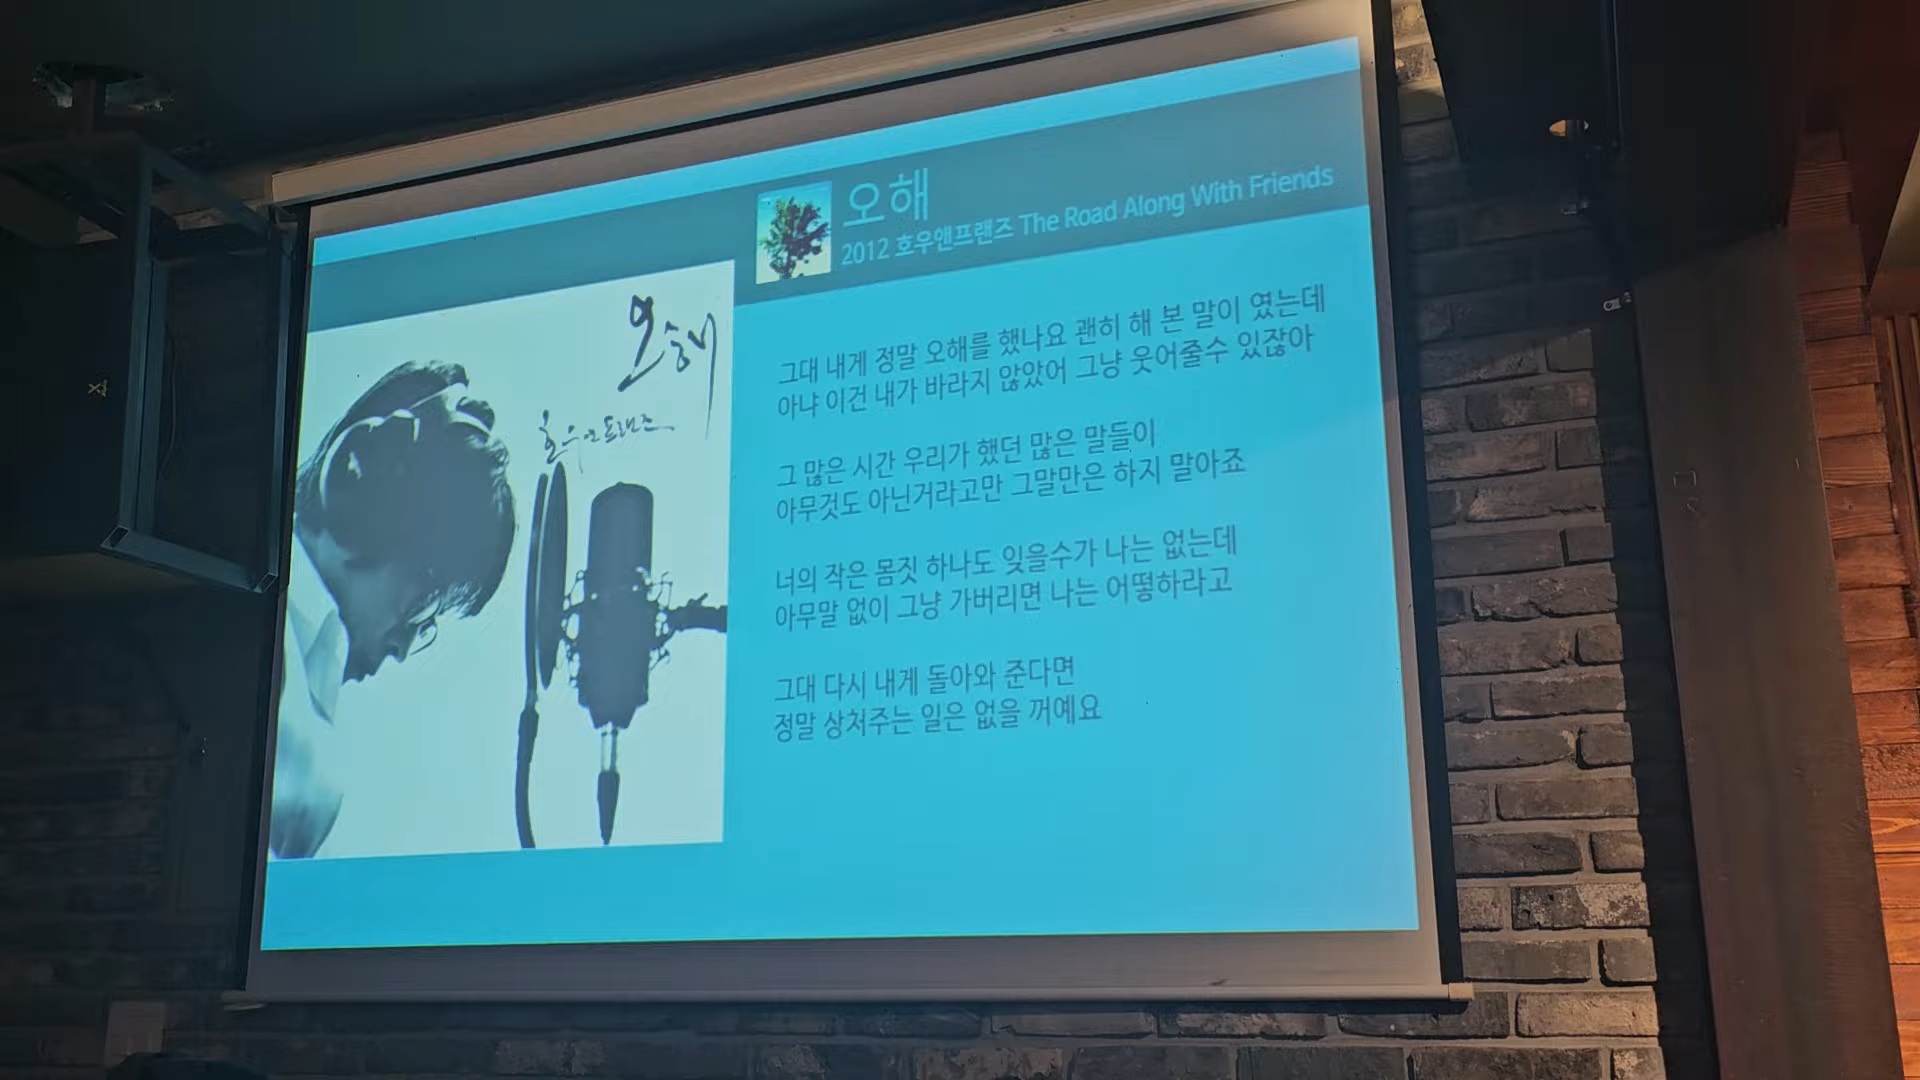 오해
2012 호우앤프랜즈 The Road Along With Friends
오해
호우앤프랜즈
그대 내게 정말 오해를 했나요 괜히 해 본 말이 였는데
아냐 이건 내가 바라지 않았어 그냥 웃어줄수 있잖아
그 많은 시간 우리가 했던 많은 말들이
아무것도 아닌거라고만 그말만은 하지 말아죠
너의 작은 몸짓 하나도 잊을수가 나는 없는데
아무말 없이 그냥 가버리면 나는 어떻하라고
그대 다시 내게 돌아와 준다면
정말 상처주는 일은 없을 꺼예요